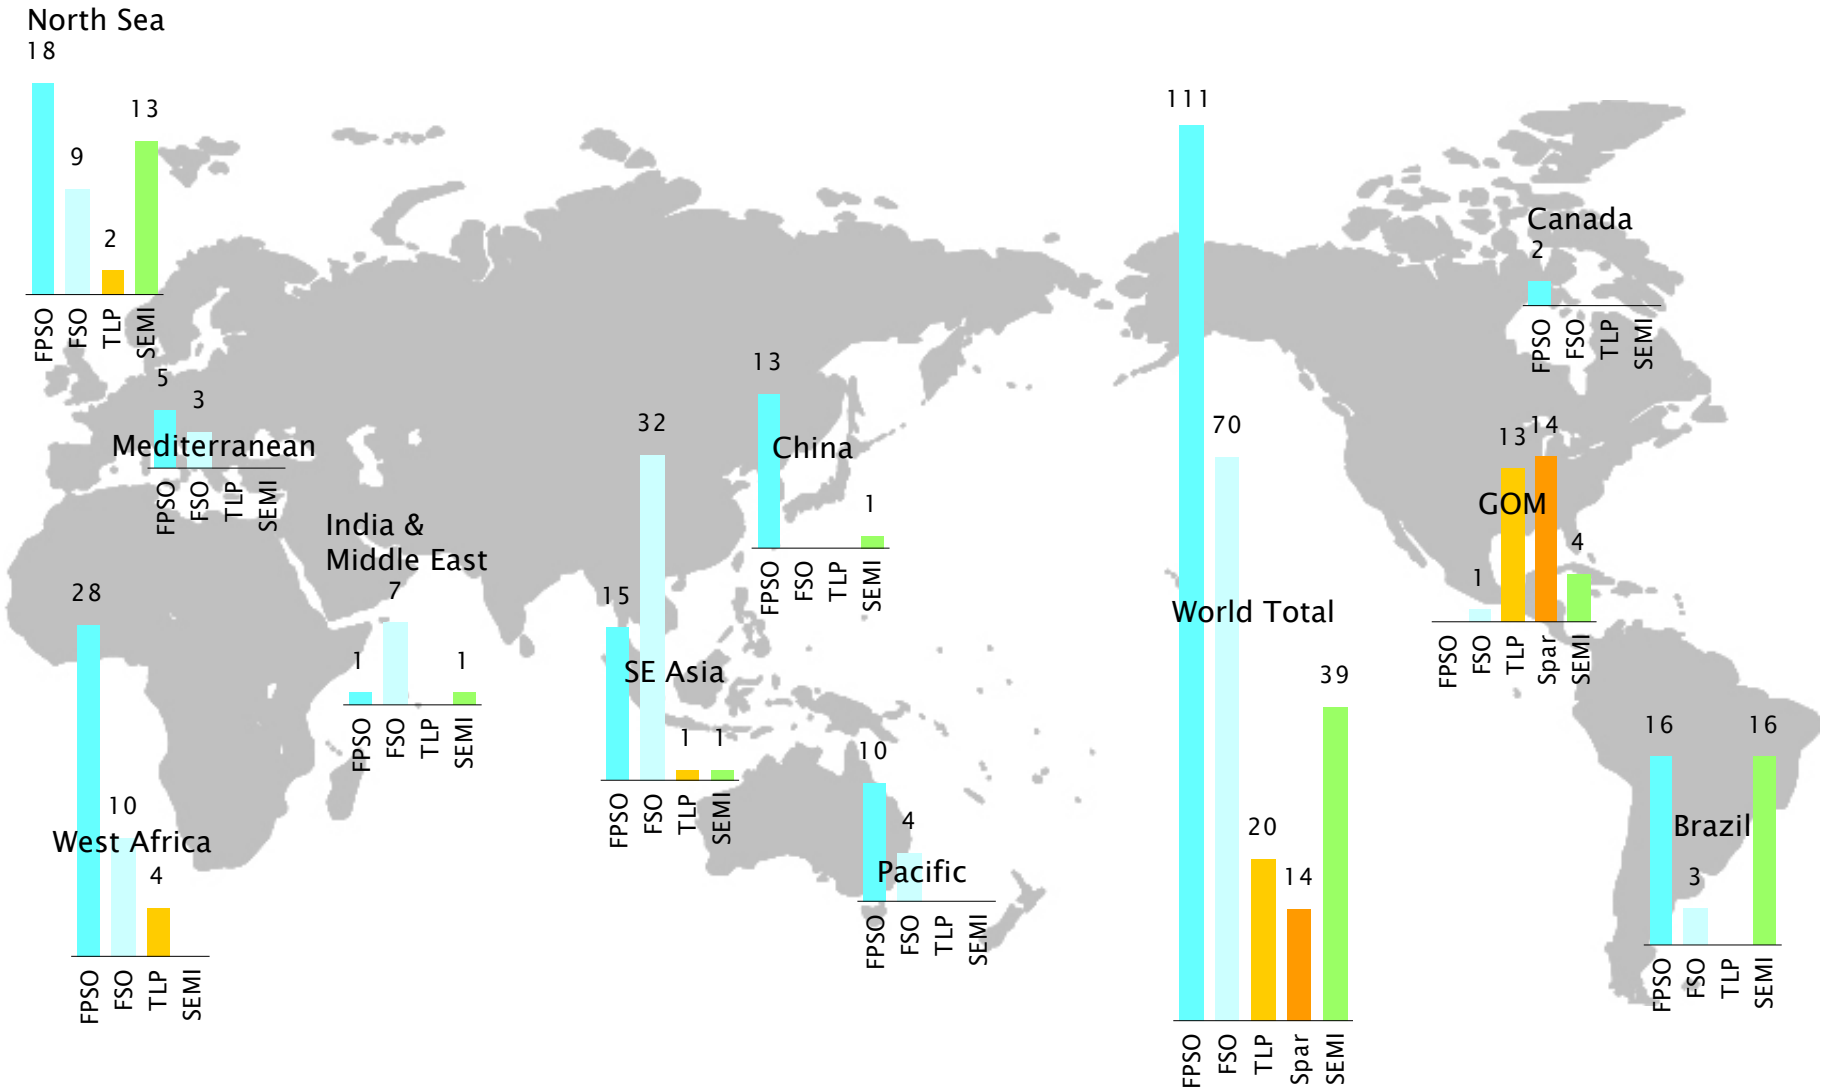 North Sea
18
9
2
13
FPSO
FSO
TLP
SEMI
5
3
Mediterranean
FPSO
FSO
TLP
SEMI
India &
Middle East
1
7
1
FPSO
FSO
TLP
SEMI
28
10
4
West Africa
FPSO
FSO
TLP
SEMI
15
32
1
1
SE Asia
FPSO
FSO
TLP
SEMI
13
1
China
FPSO
FSO
TLP
SEMI
10
4
Pacific
FPSO
FSO
TLP
SEMI
111
70
20
14
39
World Total
FPSO
FSO
TLP
Spar
SEMI
Canada
2
FPSO
FSO
TLP
SEMI
1
13
14
4
GOM
FPSO
FSO
TLP
Spar
SEMI
16
3
16
Brazil
FPSO
FSO
TLP
SEMI